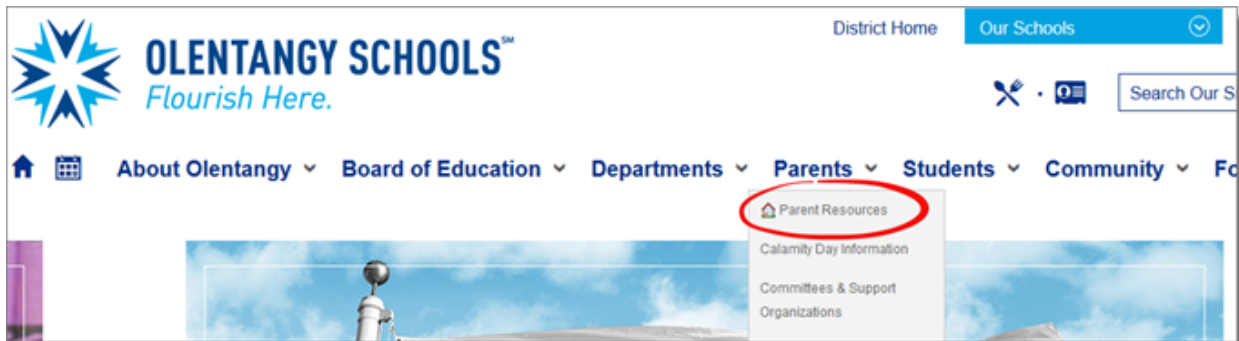 District Home
Our Schools
OLENTANGY SCHOOLS℠
Flourish Here.
Search Our S
About Olentangy
Board of Education
Departments
Parents
Students
Community
Fo
Parent Resources
Calamity Day Information
Committees & Support
Organizations